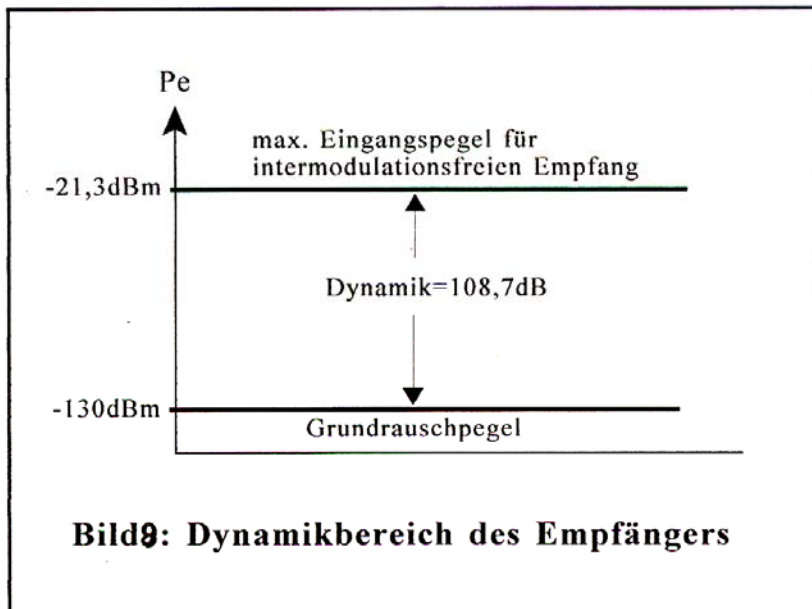 Pe
max. Eingangspegel für
intermodulationsfreien Empfang
-21,3dBm
Dynamik=108,7dB
-130dBm
Grundrauschpegel
Bild9: Dynamikbereich des Empfängers